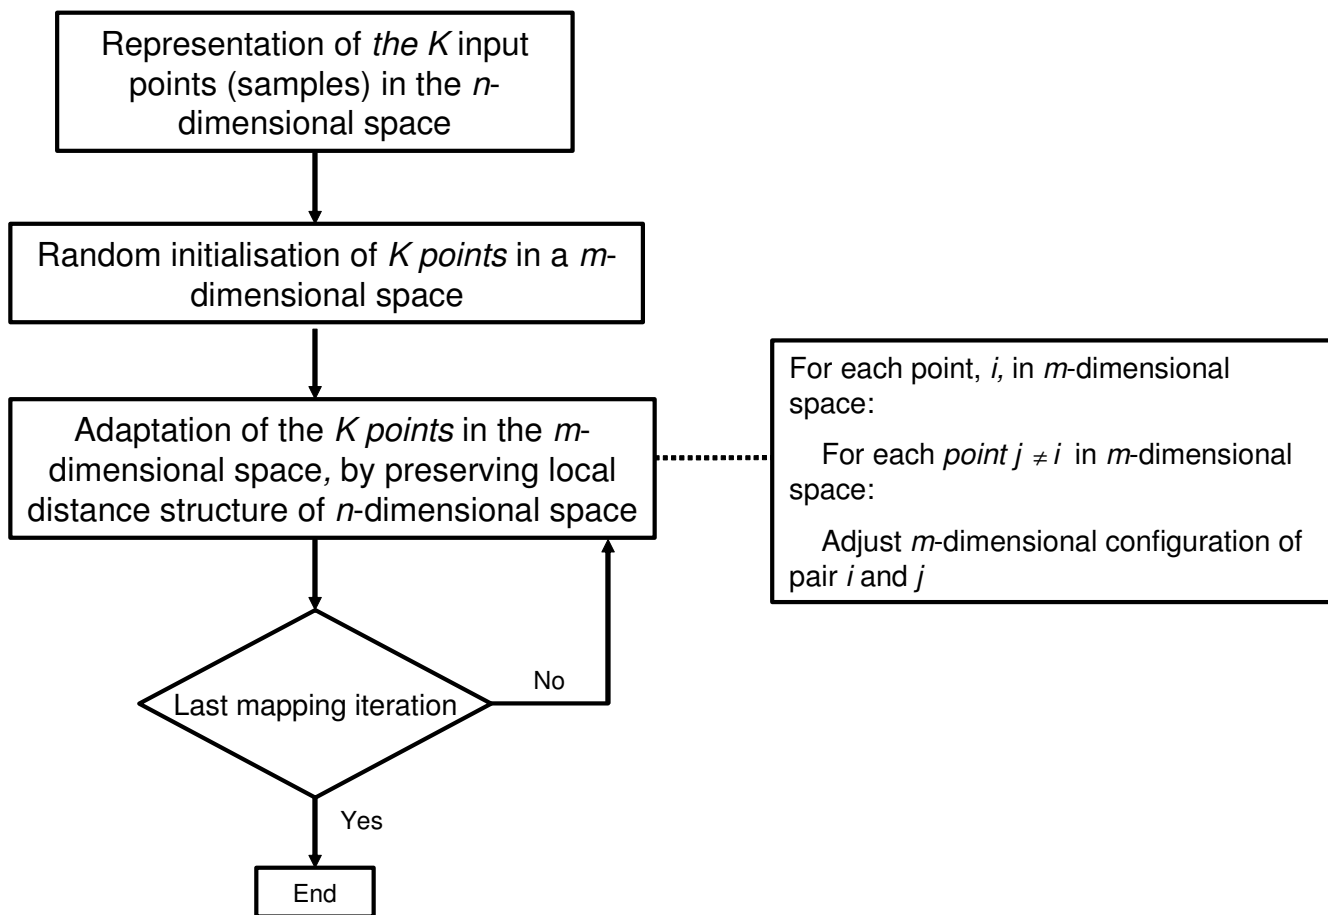 Representation of the K input
points (samples) in the n-
dimensional space
Random initialisation of K points in a m-
dimensional space
Adaptation of the K points in the m-
dimensional space, by preserving local
distance structure of n-dimensional space
For each point, i, in m-dimensional
space:
For each point j ≠ i in m-dimensional
space:
Adjust m-dimensional configuration of
pair i and j
Last mapping iteration
No
Yes
End